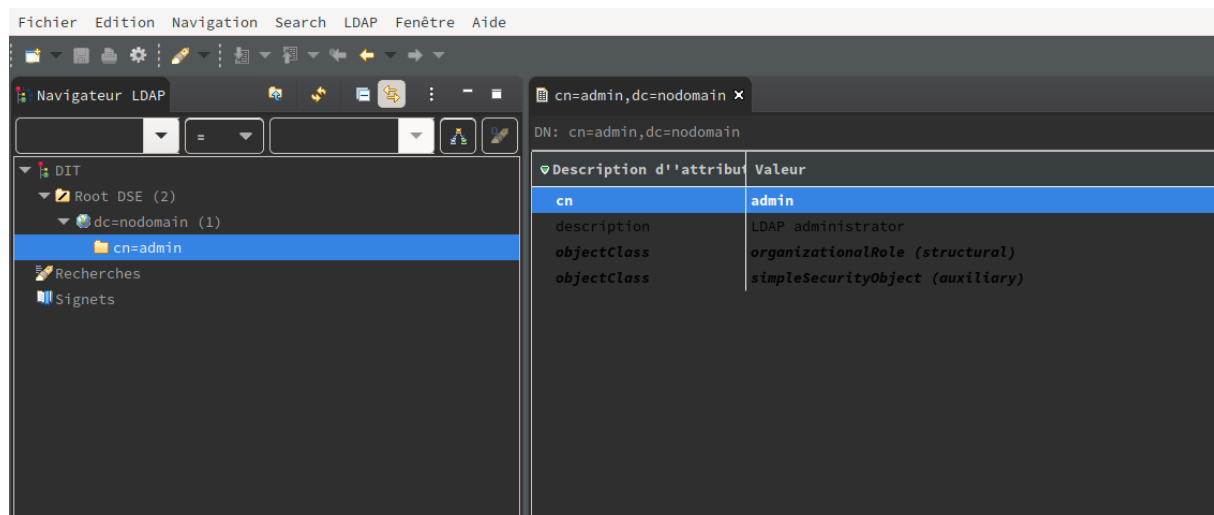 Fichier Edition Navigation Search LDAP Fenêtre Aide
Navigateur LDAP
=
DIT
Root DSE (2)
dc=nodomain (1)
cn=admin
Recherches
Signets
cn=admin,dc=nodomain
DN: cn=admin,dc=nodomain
Description d''attribut Valeur
cn admin
description LDAP administrator
objectClass organizationalRole (structural)
objectClass simpleSecurityObject (auxiliary)